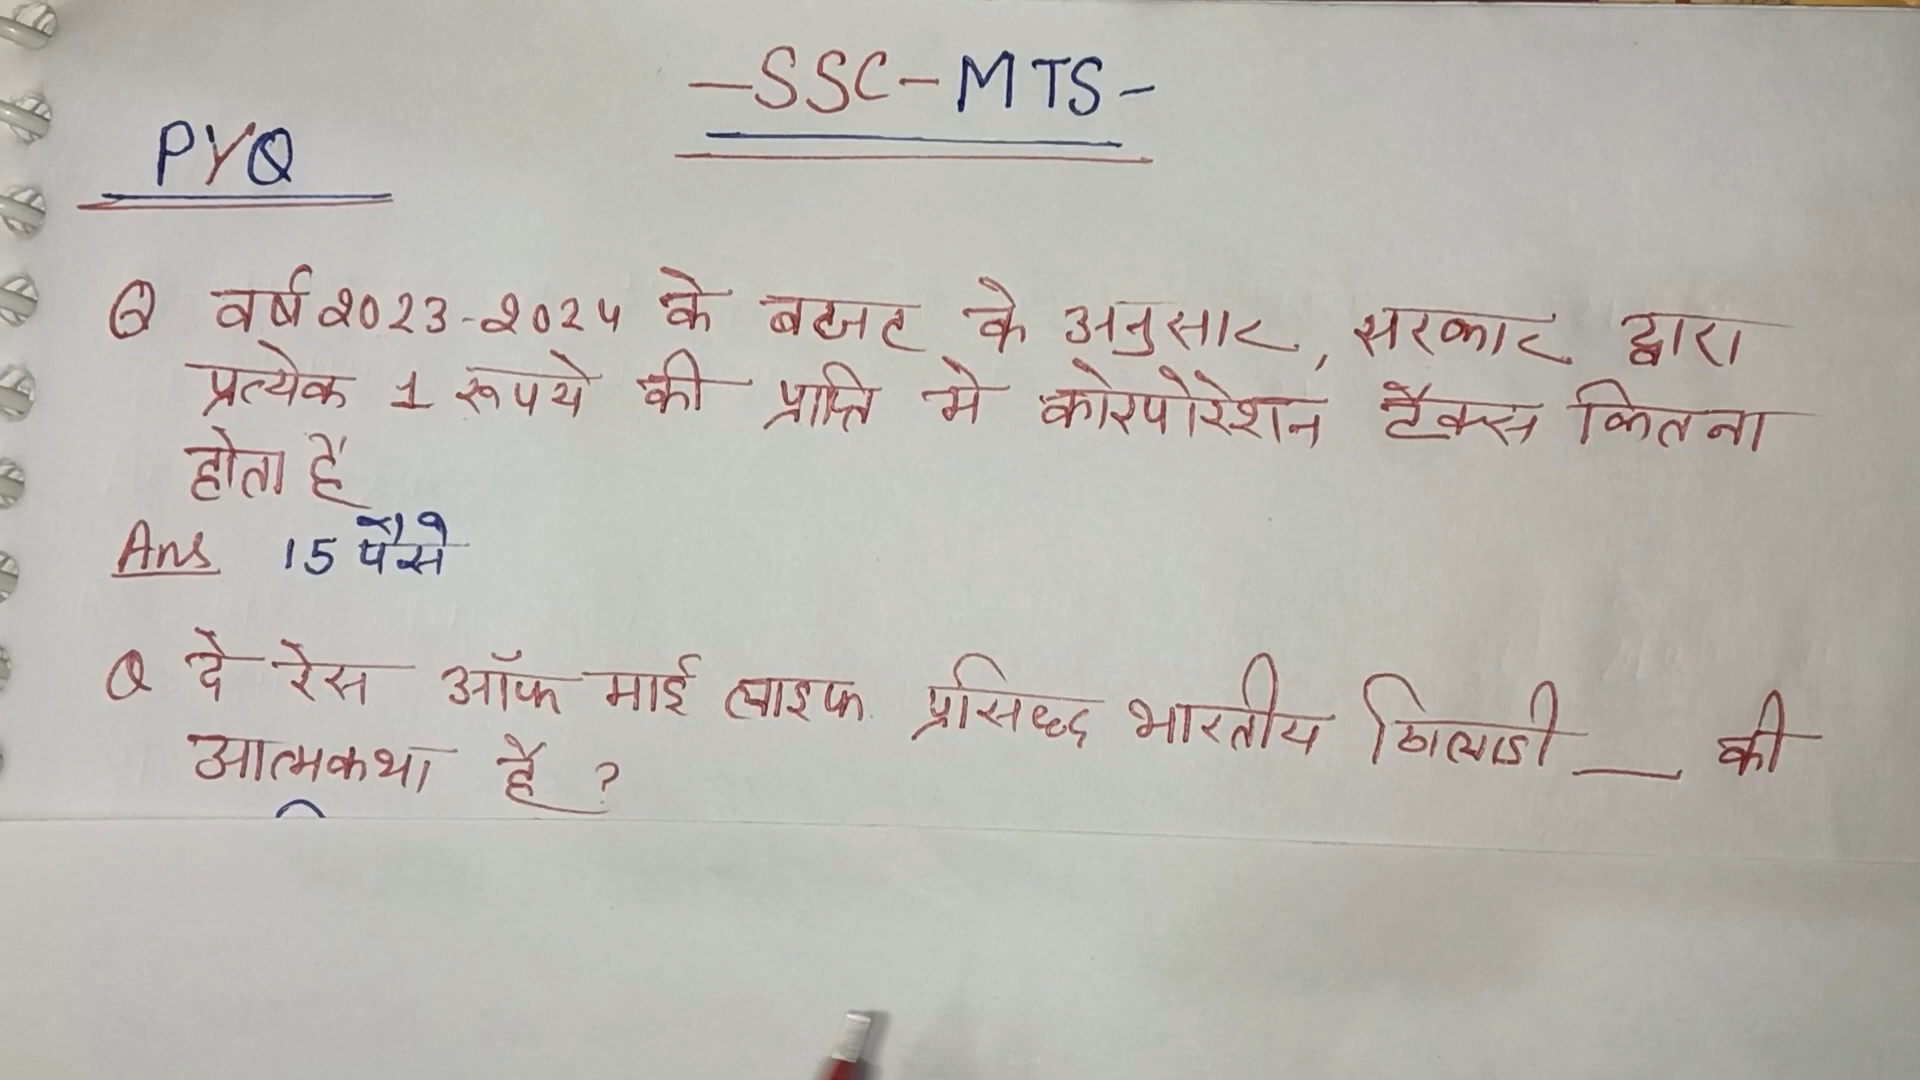 -SSC-MTS-
PYQ
Q वर्ष 2023-2024 के बजट के अनुसार, सरकार द्वारा
प्रत्येक 1 रूपये की प्राप्ति मे कोरपोरेशन टैक्स कितना
होता है
Ans 15 पैसे
Q दे रेस ऑफ माई लाइफ प्रसिध्द भारतीय खिलाडी __ की
आत्मकथा है ?